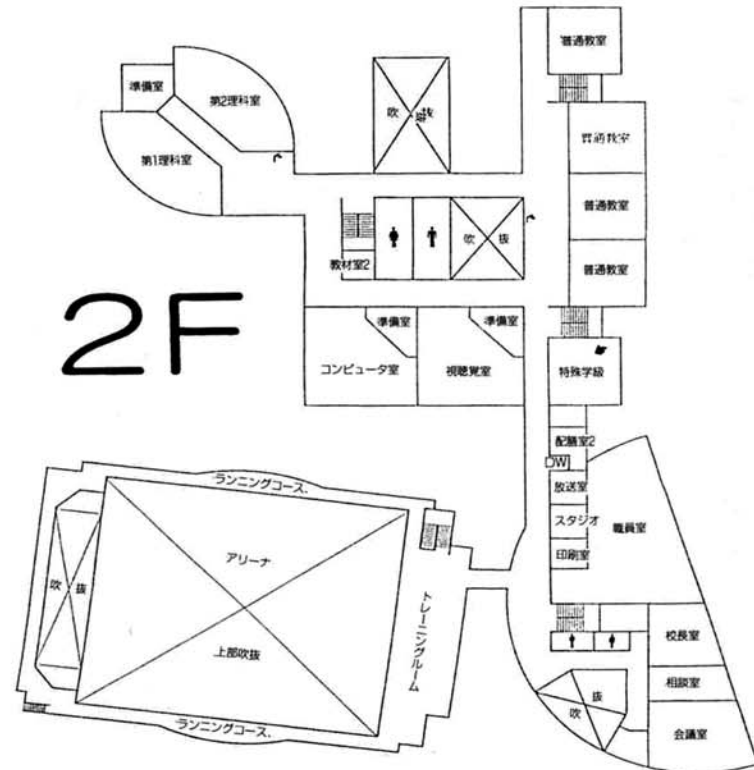 普通教室
準備室
第2理科室
吹抜
普通教室
第1理科室
普通教室
吹抜
教材室2
普通教室
2F
準備室
準備室
コンピュータ室
視聴覚室
特殊学級
配膳室2
DW
ランニングコース
放送室
スタジオ
職員室
アリーナ
印刷室
吹抜
トレーニングルーム
上部吹抜
校長室
相談室
吹抜
ランニングコース
会議室